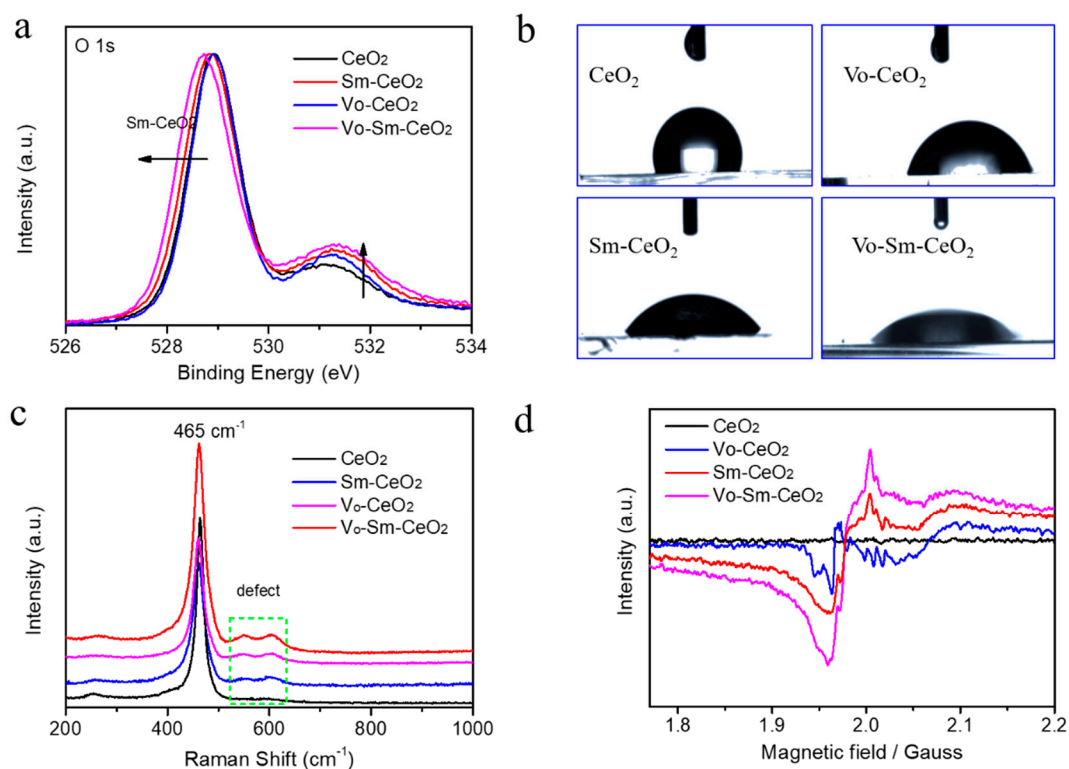 a
O 1s
CeO₂
Sm-CeO₂
Vo-CeO₂
Vo-Sm-CeO₂
Sm-CeO₂
Intensity (a.u.)
526 528 530 532 534
Binding Energy (eV)
b
CeO₂
Vo-CeO₂
Sm-CeO₂
Vo-Sm-CeO₂
c
465 cm⁻¹
CeO₂
Sm-CeO₂
Vₒ-CeO₂
Vₒ-Sm-CeO₂
defect
Intensity (a.u.)
200 400 600 800 1000
Raman Shift (cm⁻¹)
d
CeO₂
Vo-CeO₂
Sm-CeO₂
Vo-Sm-CeO₂
Intensity (a.u.)
1.8 1.9 2.0 2.1 2.2
Magnetic field / Gauss